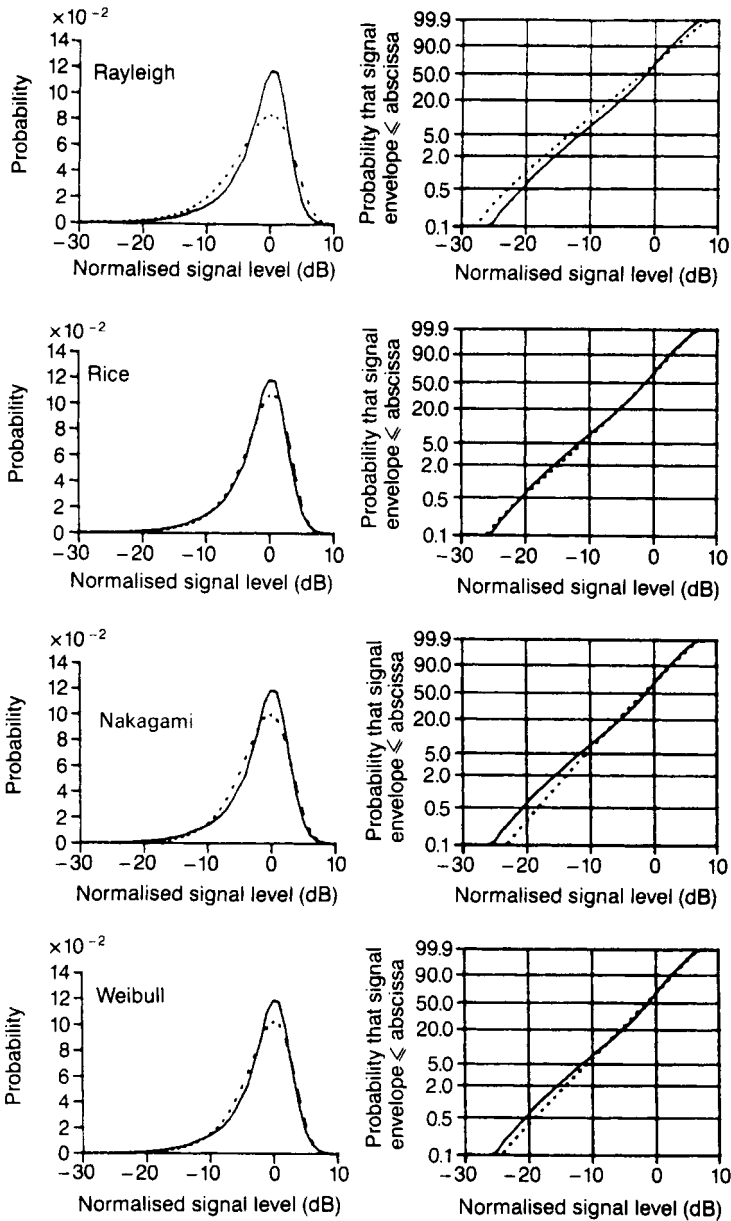 ×10 -2
14
12
10
8
6
4
2
0
Probability
Rayleigh
-30 -20 -10 0 10
Normalised signal level (dB)
Probability that signal
envelope ⩽ abscissa
99.9
90.0
50.0
20.0
5.0
2.0
0.5
0.1
-30 -20 -10 0 10
Normalised signal level (dB)
×10 -2
14
12
10
8
6
4
2
0
Probability
Rice
-30 -20 -10 0 10
Normalised signal level (dB)
Probability that signal
envelope ⩽ abscissa
99.9
90.0
50.0
20.0
5.0
2.0
0.5
0.1
-30 -20 -10 0 10
Normalised signal level (dB)
×10 -2
14
12
10
8
6
4
2
0
Probability
Nakagami
-30 -20 -10 0 10
Normalised signal level (dB)
Probability that signal
envelope ⩽ abscissa
99.9
90.0
50.0
20.0
5.0
2.0
0.5
0.1
-30 -20 -10 0 10
Normalised signal level (dB)
×10 -2
14
12
10
8
6
4
2
0
Probability
Weibull
-30 -20 -10 0 10
Normalised signal level (dB)
Probability that signal
envelope ⩽ abscissa
99.9
90.0
50.0
20.0
5.0
2.0
0.5
0.1
-30 -20 -10 0 10
Normalised signal level (dB)